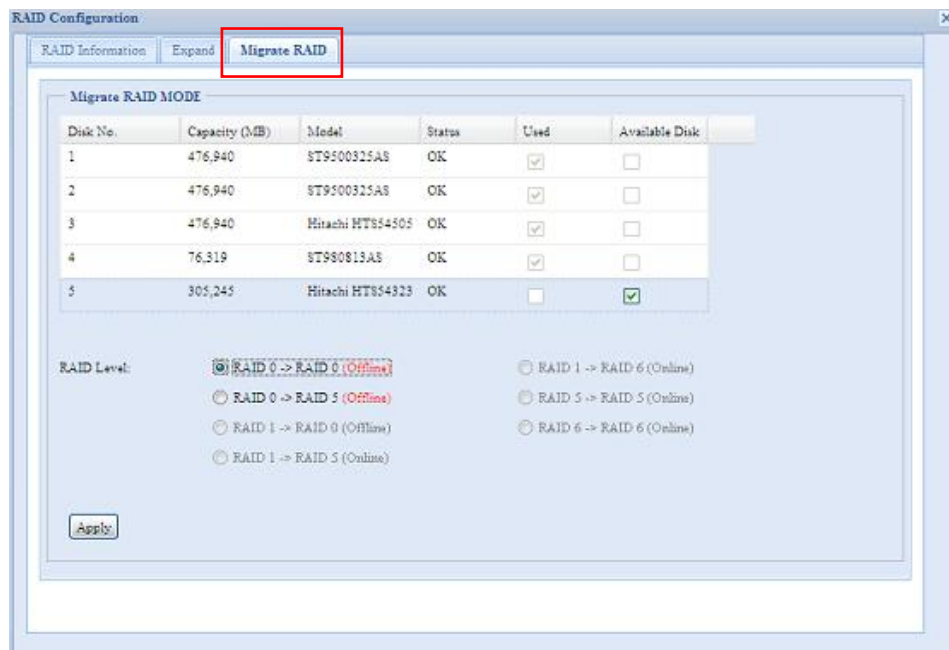 RAID Configuration
RAID Information Expand Migrate RAID
Migrate RAID MODE
Disk No. Capacity (MB) Model Status Used Available Disk
1 476,940 ST9500325AS OK
2 476,940 ST9500325AS OK
3 476,940 Hitachi HTS54505 OK
4 76,319 ST980813AS OK
5 305,245 Hitachi HTS54323 OK
RAID Level: RAID 0 -> RAID 0 (Offline) RAID 1 -> RAID 6 (Online)
RAID 0 -> RAID 5 (Offline) RAID 5 -> RAID 5 (Online)
RAID 1 -> RAID 0 (Offline) RAID 6 -> RAID 6 (Online)
RAID 1 -> RAID 5 (Online)
Apply